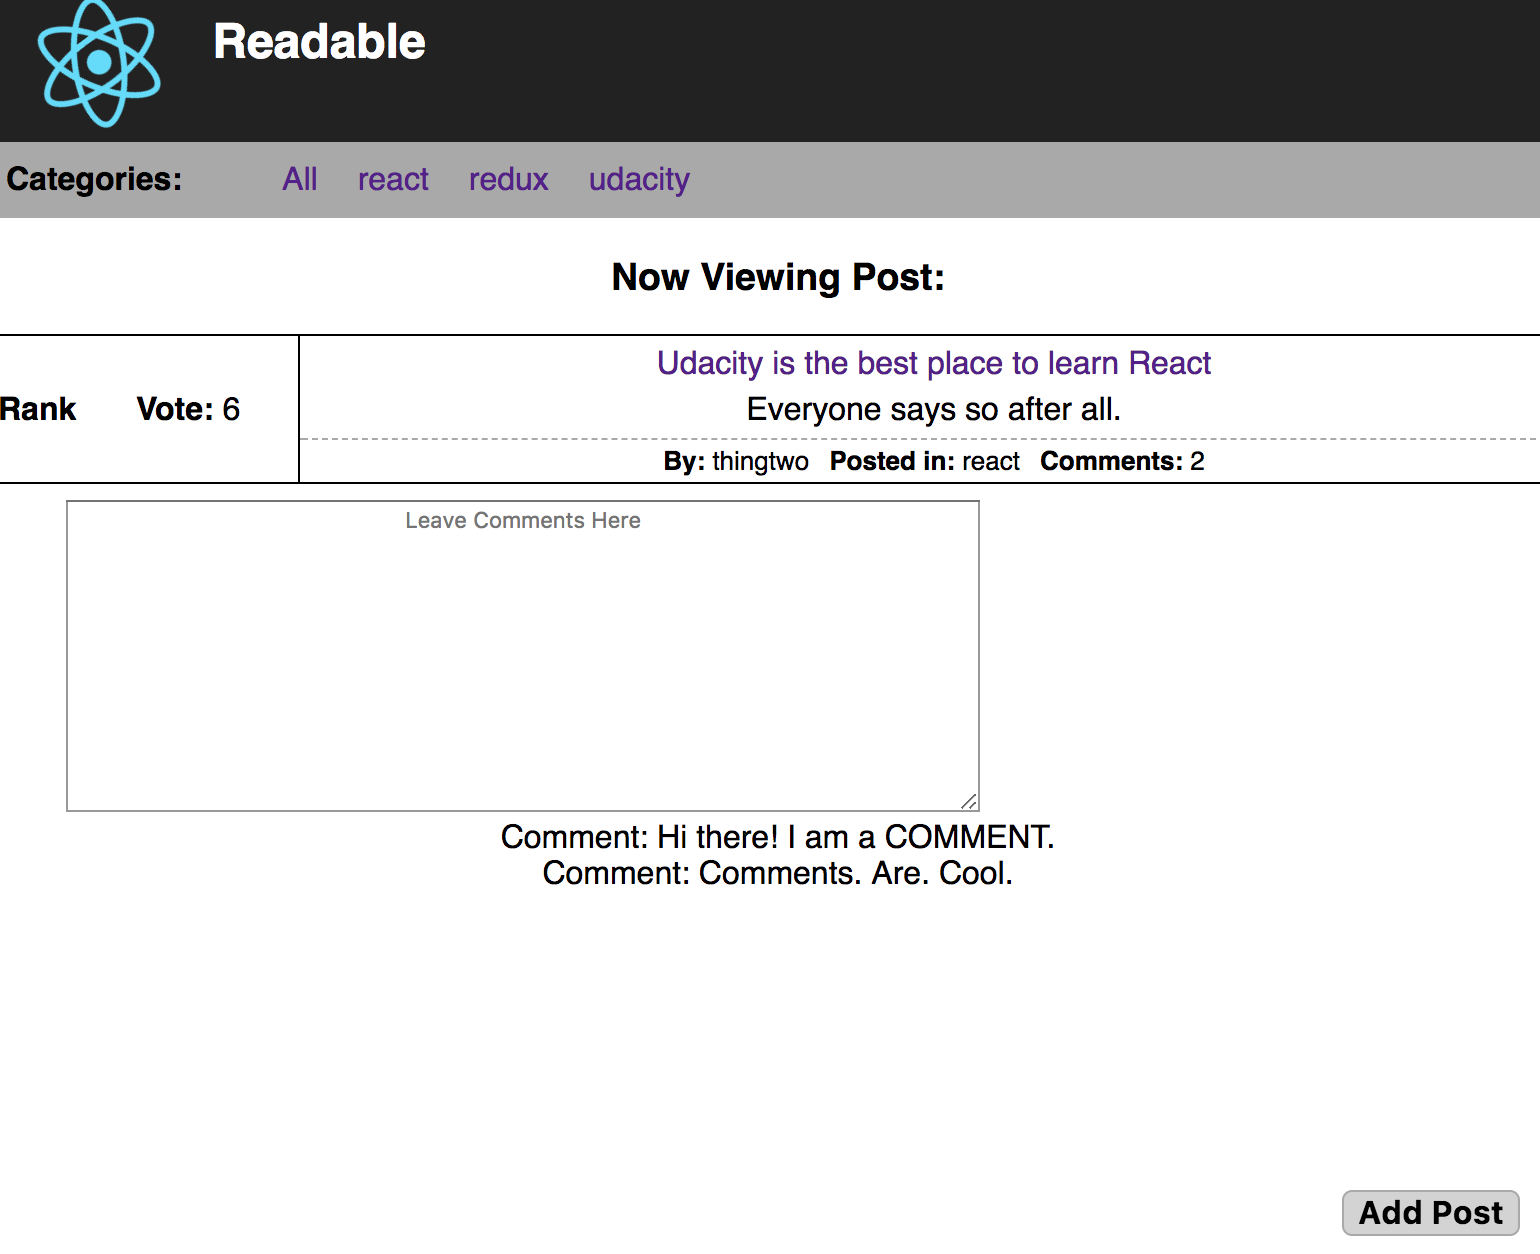 Readable
Categories: All react redux udacity
Now Viewing Post:
Udacity is the best place to learn React
Rank Vote: 6 Everyone says so after all.
By: thingtwo Posted in: react Comments: 2
Leave Comments Here
Comment: Hi there! I am a COMMENT.
Comment: Comments. Are. Cool.
Add Post